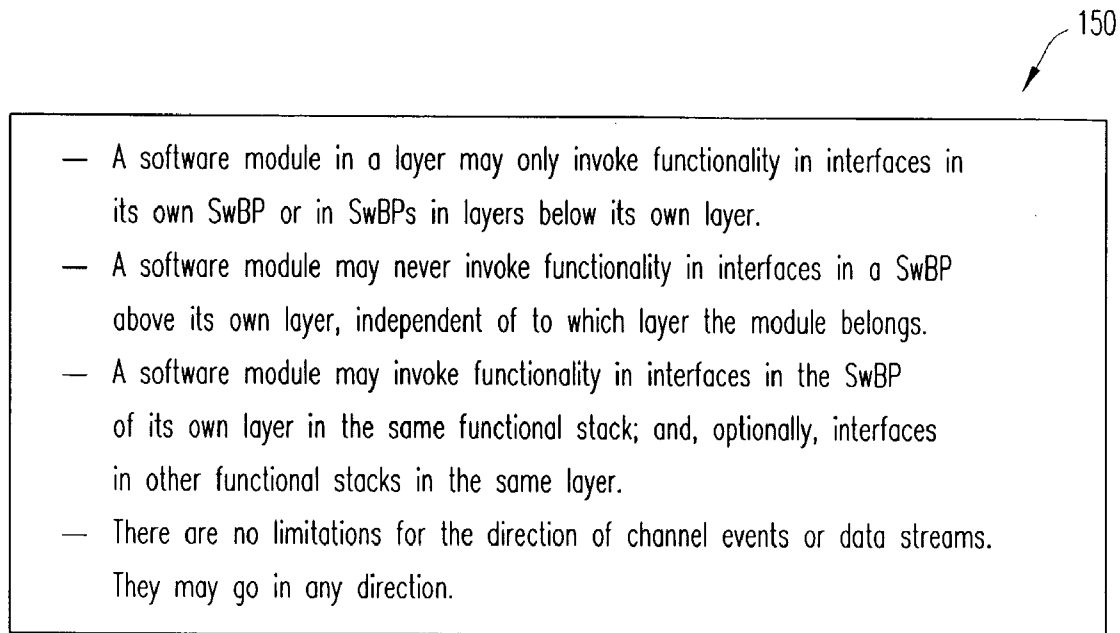 150
— A software module in a layer may only invoke functionality in interfaces in
its own SwBP or in SwBPs in layers below its own layer.
— A software module may never invoke functionality in interfaces in a SwBP
above its own layer, independent of to which layer the module belongs.
— A software module may invoke functionality in interfaces in the SwBP
of its own layer in the same functional stack; and, optionally, interfaces
in other functional stacks in the same layer.
— There are no limitations for the direction of channel events or data streams.
They may go in any direction.